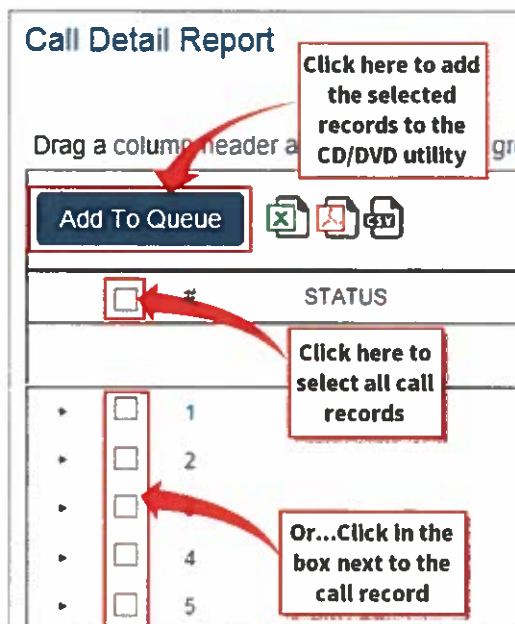 Call Detail Report
Click here to add
the selected
records to the
CD/DVD utility
Drag a column header a gr
Add To Queue
CSV
# STATUS
Click here to
select all call
records
1
2
4
5
Or...Click in the
box next to the
call record